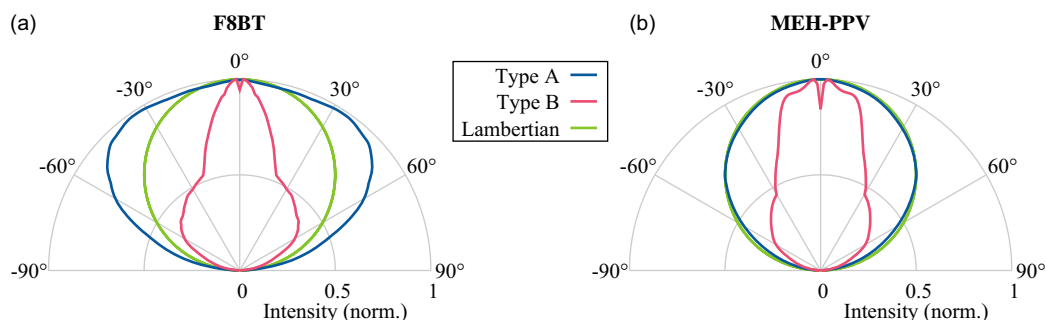 (a) F8BT
0°
-30° 30°
-60° 60°
-90° 90°
0 0.5 1
Intensity (norm.)
Type A
Type B
Lambertian
(b) MEH-PPV
0°
-30° 30°
-60° 60°
-90° 90°
0 0.5 1
Intensity (norm.)